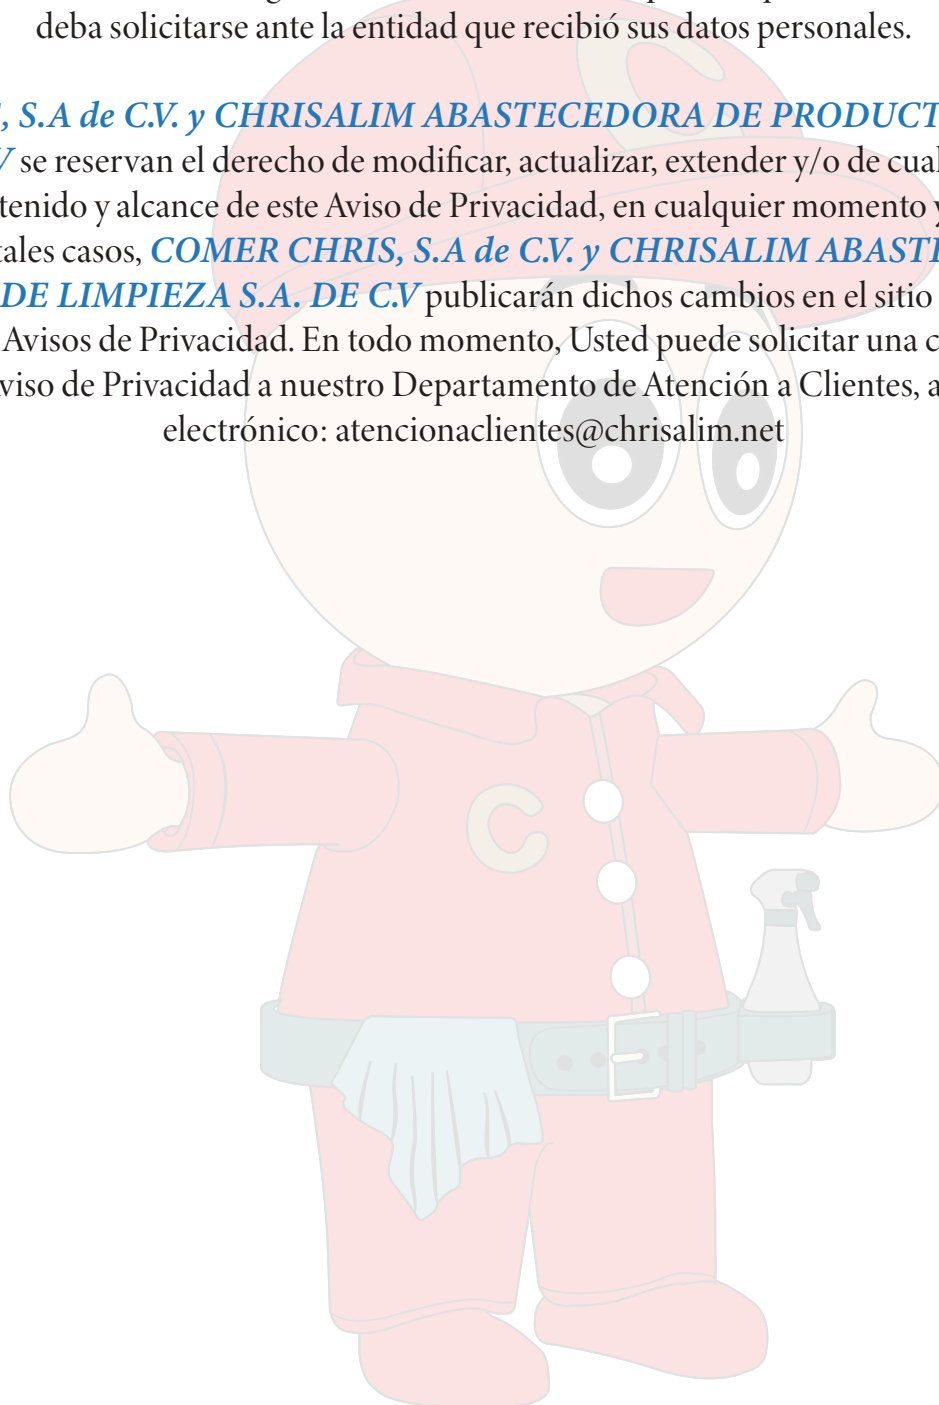 deba solicitarse ante la entidad que recibió sus datos personales.
, S.A de C.V. y CHRISALIM ABASTECEDORA DE PRODUCT
V se reservan el derecho de modificar, actualizar, extender y/o de cual
tenido y alcance de este Aviso de Privacidad, en cualquier momento y
tales casos, COMER CHRIS, S.A de C.V. y CHRISALIM ABASTE
DE LIMPIEZA S.A. DE C.V publicarán dichos cambios en el sitio
Avisos de Privacidad. En todo momento, Usted puede solicitar una c
viso de Privacidad a nuestro Departamento de Atención a Clientes, a
electrónico: atencionaclientes@chrisalim.net
C
C